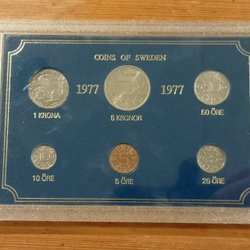 COINS OF SWEDEN
1977 1977
1 KRONA
5 KRONOR
50 ÖRE
10 ÖRE
5 ÖRE
25 ÖRE